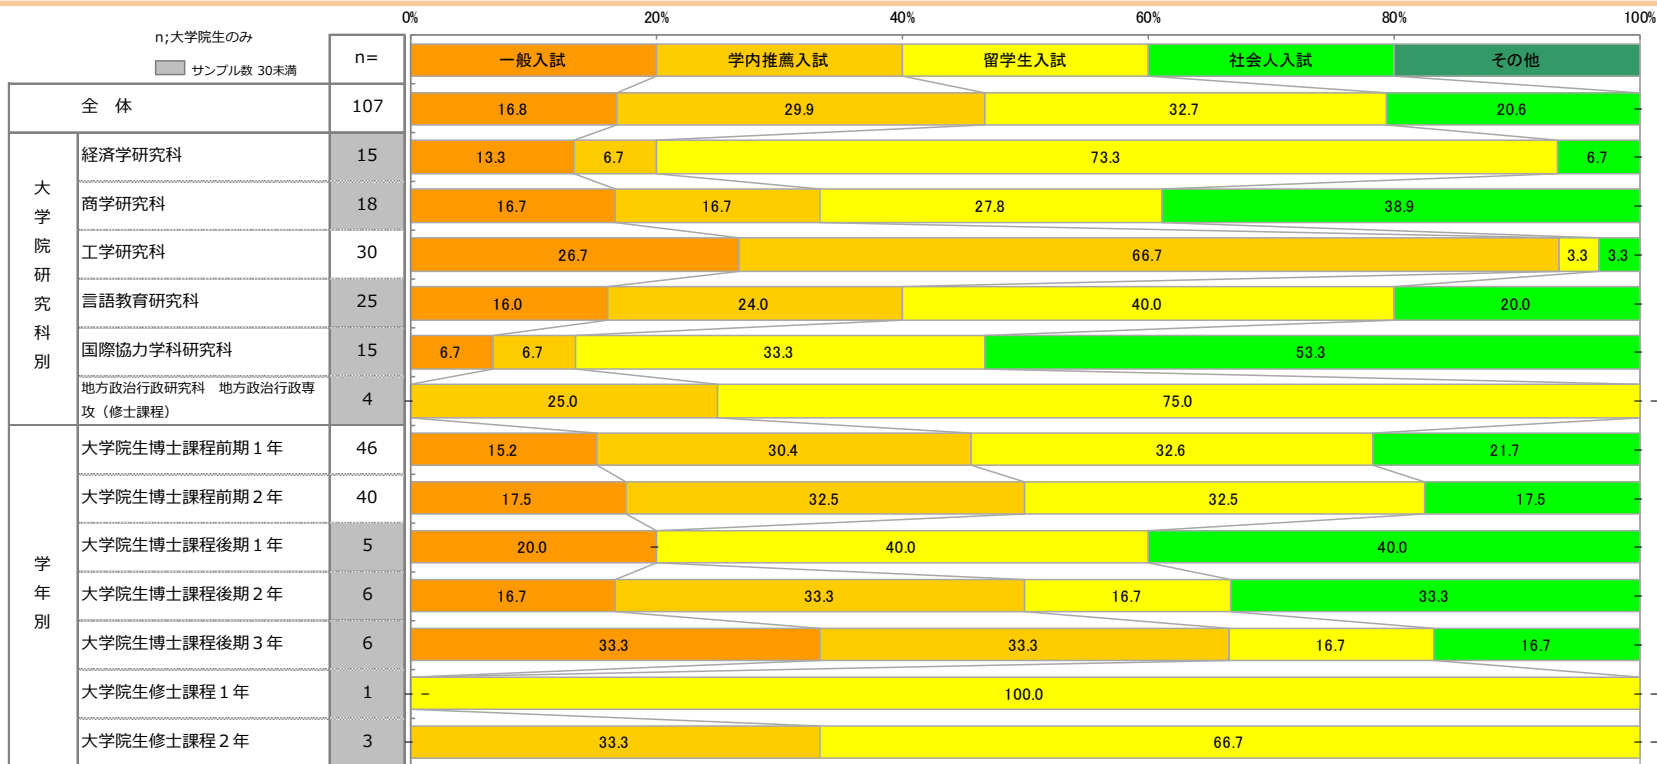 0% 20% 40% 60% 80% 100%
n;大学院生のみ
サンプル数 30未満
n= 一般入試 学内推薦入試 留学生入試 社会人入試 その他
全 体 107 16.8 29.9 32.7 20.6 -
大学院研究科別
経済学研究科 15 13.3 6.7 73.3 6.7 -
商学研究科 18 16.7 16.7 27.8 38.9 -
工学研究科 30 26.7 66.7 3.3 3.3 -
言語教育研究科 25 16.0 24.0 40.0 20.0 -
国際協力学科研究科 15 6.7 6.7 33.3 53.3 -
地方政治行政研究科 地方政治行政専
攻（修士課程） 4 - 25.0 75.0 - -
学年別
大学院生博士課程前期１年 46 15.2 30.4 32.6 21.7 -
大学院生博士課程前期２年 40 17.5 32.5 32.5 17.5 -
大学院生博士課程後期１年 5 20.0 - 40.0 40.0 -
大学院生博士課程後期２年 6 16.7 33.3 16.7 33.3 -
大学院生博士課程後期３年 6 33.3 33.3 16.7 16.7 -
大学院生修士課程１年 1 - - 100.0 - -
大学院生修士課程２年 3 - 33.3 66.7 - -